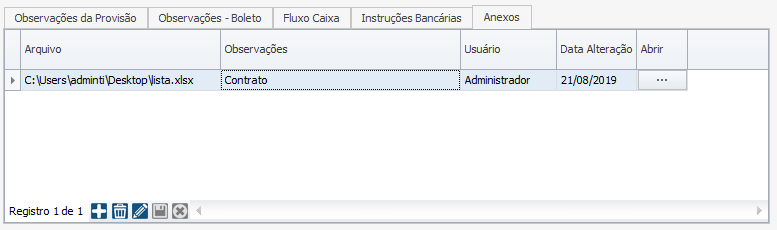 Observações da Provisão Observações - Boleto Fluxo Caixa Instruções Bancárias Anexos
Arquivo Observações Usuário Data Alteração Abrir
C:\Users\adminti\Desktop\lista.xlsx Contrato Administrador 21/08/2019 ...
Registro 1 de 1